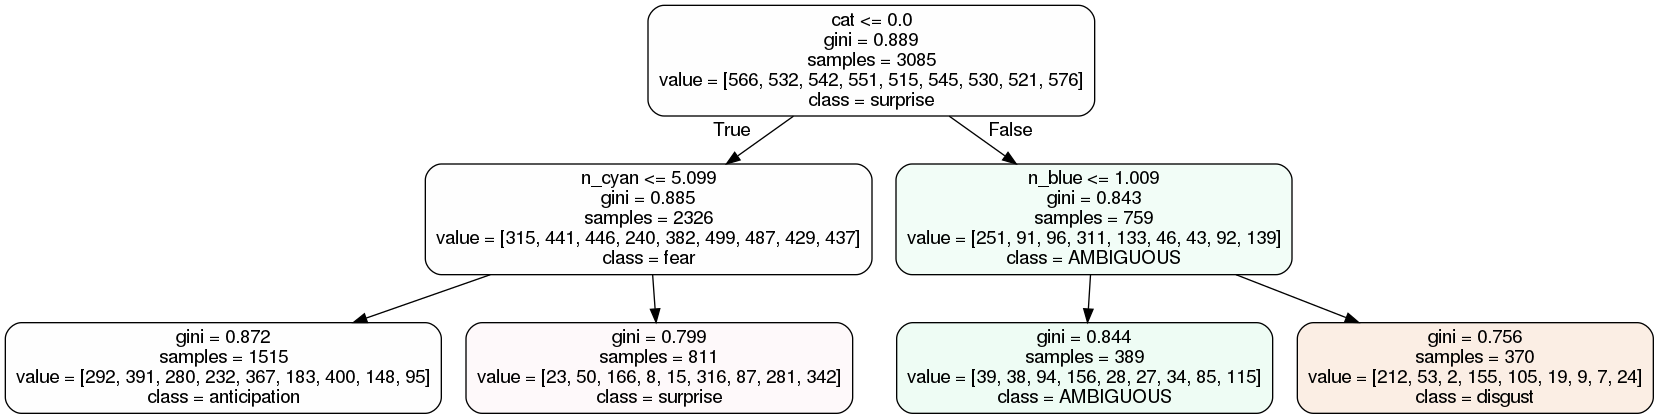 cat <= 0.0
gini = 0.889
samples = 3085
value = [566, 532, 542, 551, 515, 545, 530, 521, 576]
class = surprise
True
False
n_cyan <= 5.099
gini = 0.885
samples = 2326
value = [315, 441, 446, 240, 382, 499, 487, 429, 437]
class = fear
n_blue <= 1.009
gini = 0.843
samples = 759
value = [251, 91, 96, 311, 133, 46, 43, 92, 139]
class = AMBIGUOUS
gini = 0.872
samples = 1515
value = [292, 391, 280, 232, 367, 183, 400, 148, 95]
class = anticipation
gini = 0.799
samples = 811
value = [23, 50, 166, 8, 15, 316, 87, 281, 342]
class = surprise
gini = 0.844
samples = 389
value = [39, 38, 94, 156, 28, 27, 34, 85, 115]
class = AMBIGUOUS
gini = 0.756
samples = 370
value = [212, 53, 2, 155, 105, 19, 9, 7, 24]
class = disgust